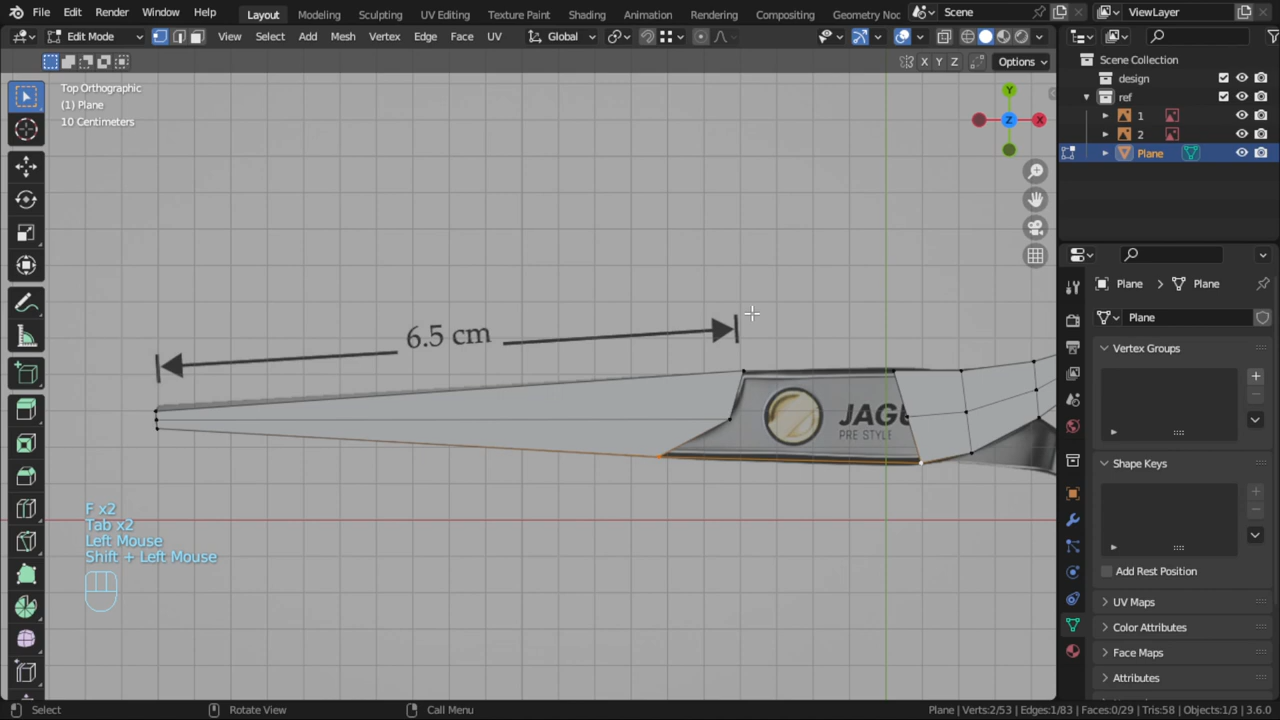 File Edit Render Window Help Layout Modeling Sculpting UV Editing Texture Paint Shading Animation Rendering Compositing Geometry Noc Scene ViewLayer
Edit Mode View Select Add Mesh Vertex Edge Face UV Global
X Y Z Options
Top Orthographic
(1) Plane
10 Centimeters
Y
Z X
6.5 cm
JAGU
PRE STYLE
F x2
Tab x2
Left Mouse
Shift + Left Mouse
Scene Collection
design
ref
1
2
Plane
Plane Plane
Plane
Vertex Groups
Shape Keys
Add Rest Position
UV Maps
Color Attributes
Face Maps
Attributes
Select Rotate View Call Menu Plane | Verts:2/53 | Edges:1/83 | Faces:0/29 | Tris:58 | Objects:1/3 | 3.6.0